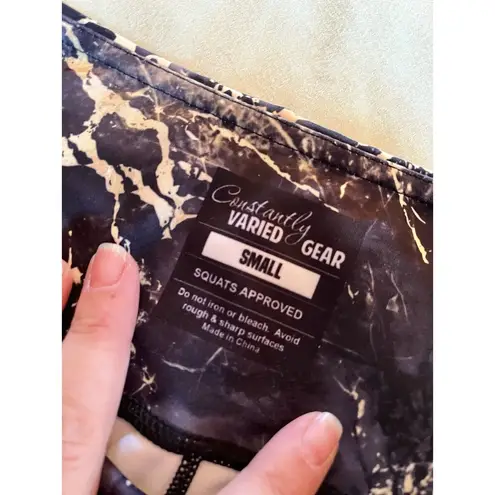 Constantly
VARIED GEAR
SMALL
SQUATS APPROVED
Do not iron or bleach. Avoid
rough & sharp surfaces
Made in China